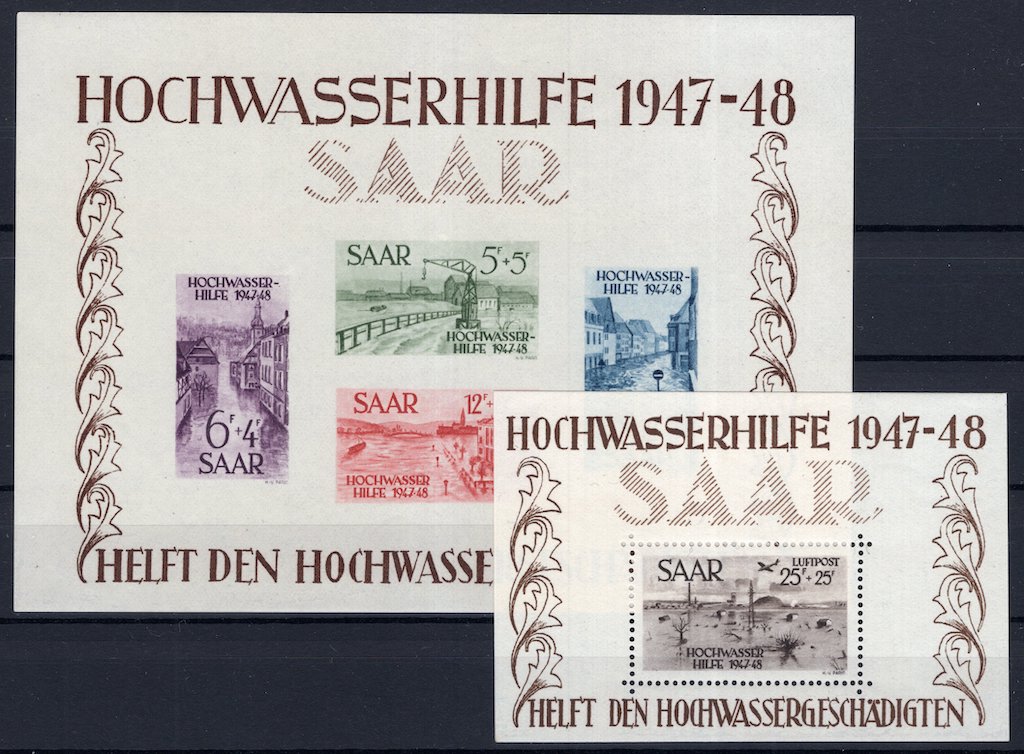 HOCHWASSERHILFE 1947-48
SAAR
HOCHWASSER-
HILFE 1947-48
6F+4F
SAAR
SAAR 5F+5F
HOCHWASSER-
HILFE 1947-48
SAAR 12F+
HOCHWASSER
HILFE 1947-48
HOCHWASSER-
HILFE 1947-48
HELFT DEN HOCHWASSE
HOCHWASSERHILFE 1947-48
SAAR
SAAR
LUFTPOST
25F+25F
HOCHWASSER
HILFE 1947-48
HELFT DEN HOCHWASSERGESCHÄDIGTEN